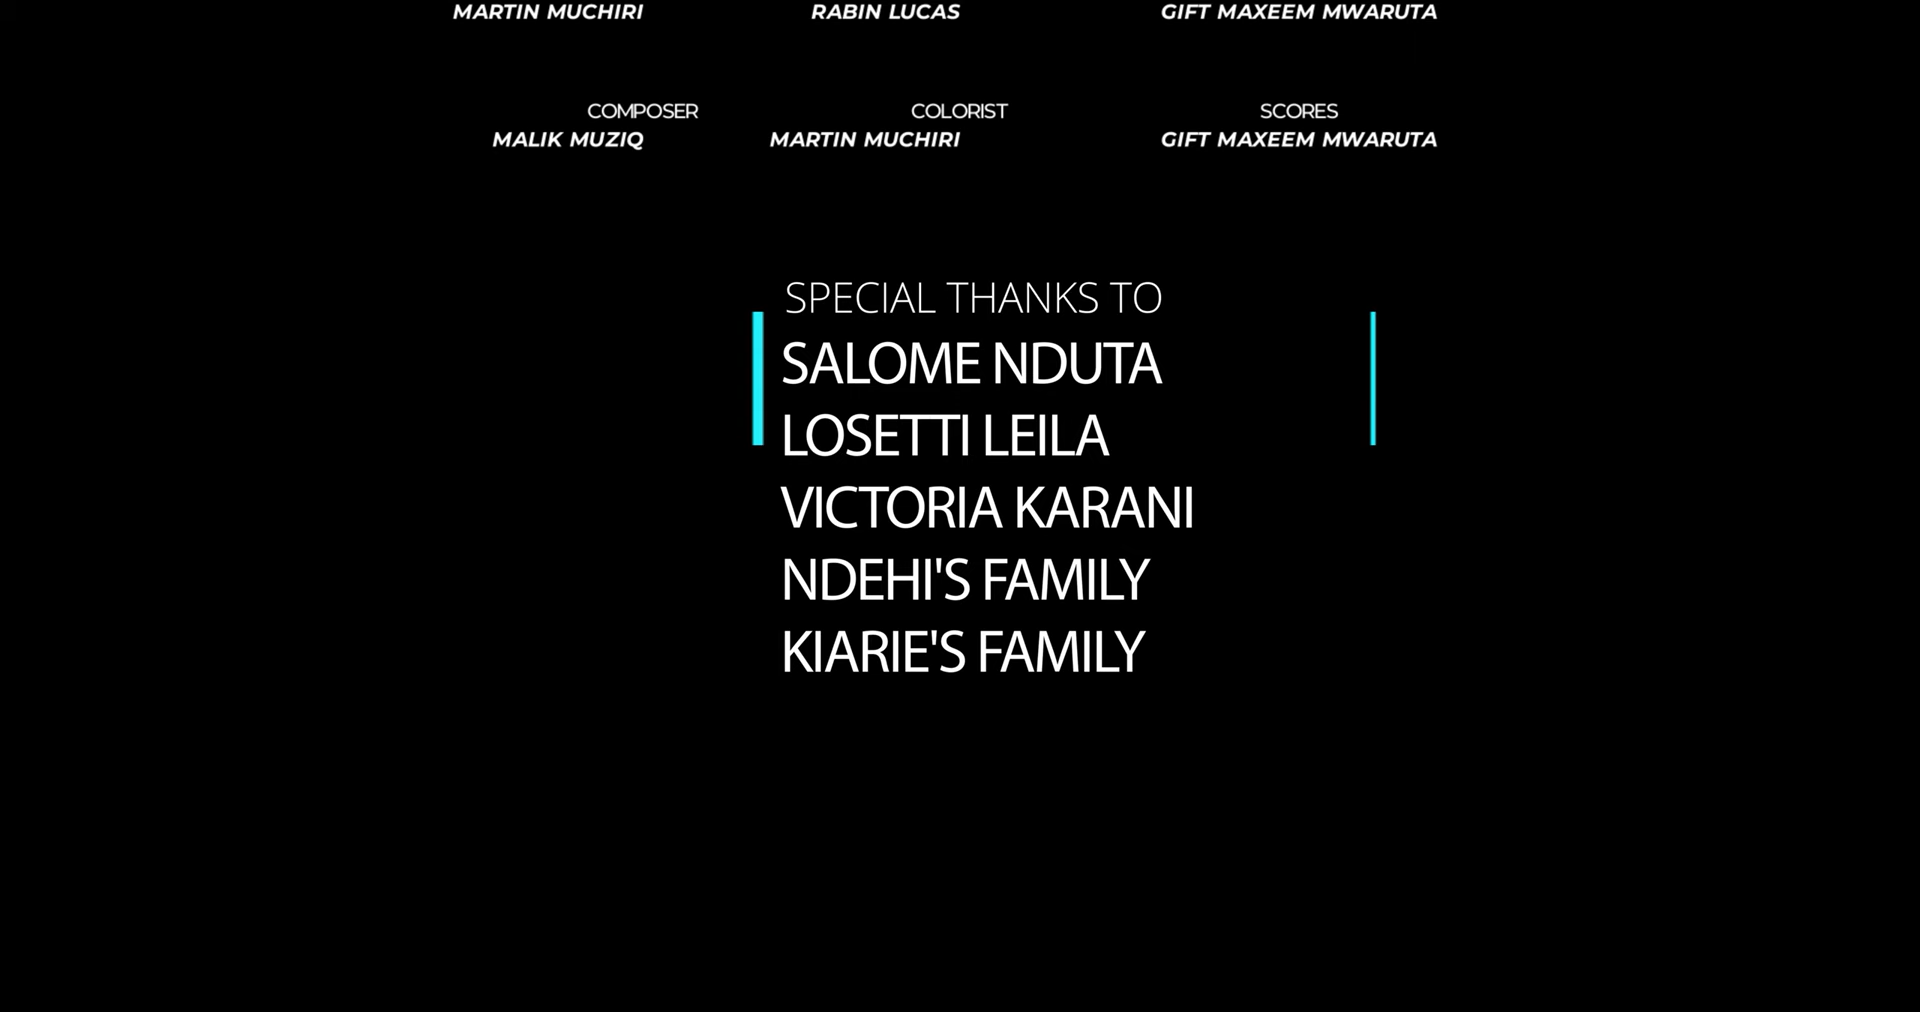 MARTIN MUCHIRI RABIN LUCAS GIFT MAXEEM MWARUTA
COMPOSER COLORIST SCORES
MALIK MUZIQ MARTIN MUCHIRI GIFT MAXEEM MWARUTA
SPECIAL THANKS TO
SALOME NDUTA
LOSETTI LEILA
VICTORIA KARANI
NDEHI'S FAMILY
KIARIE'S FAMILY